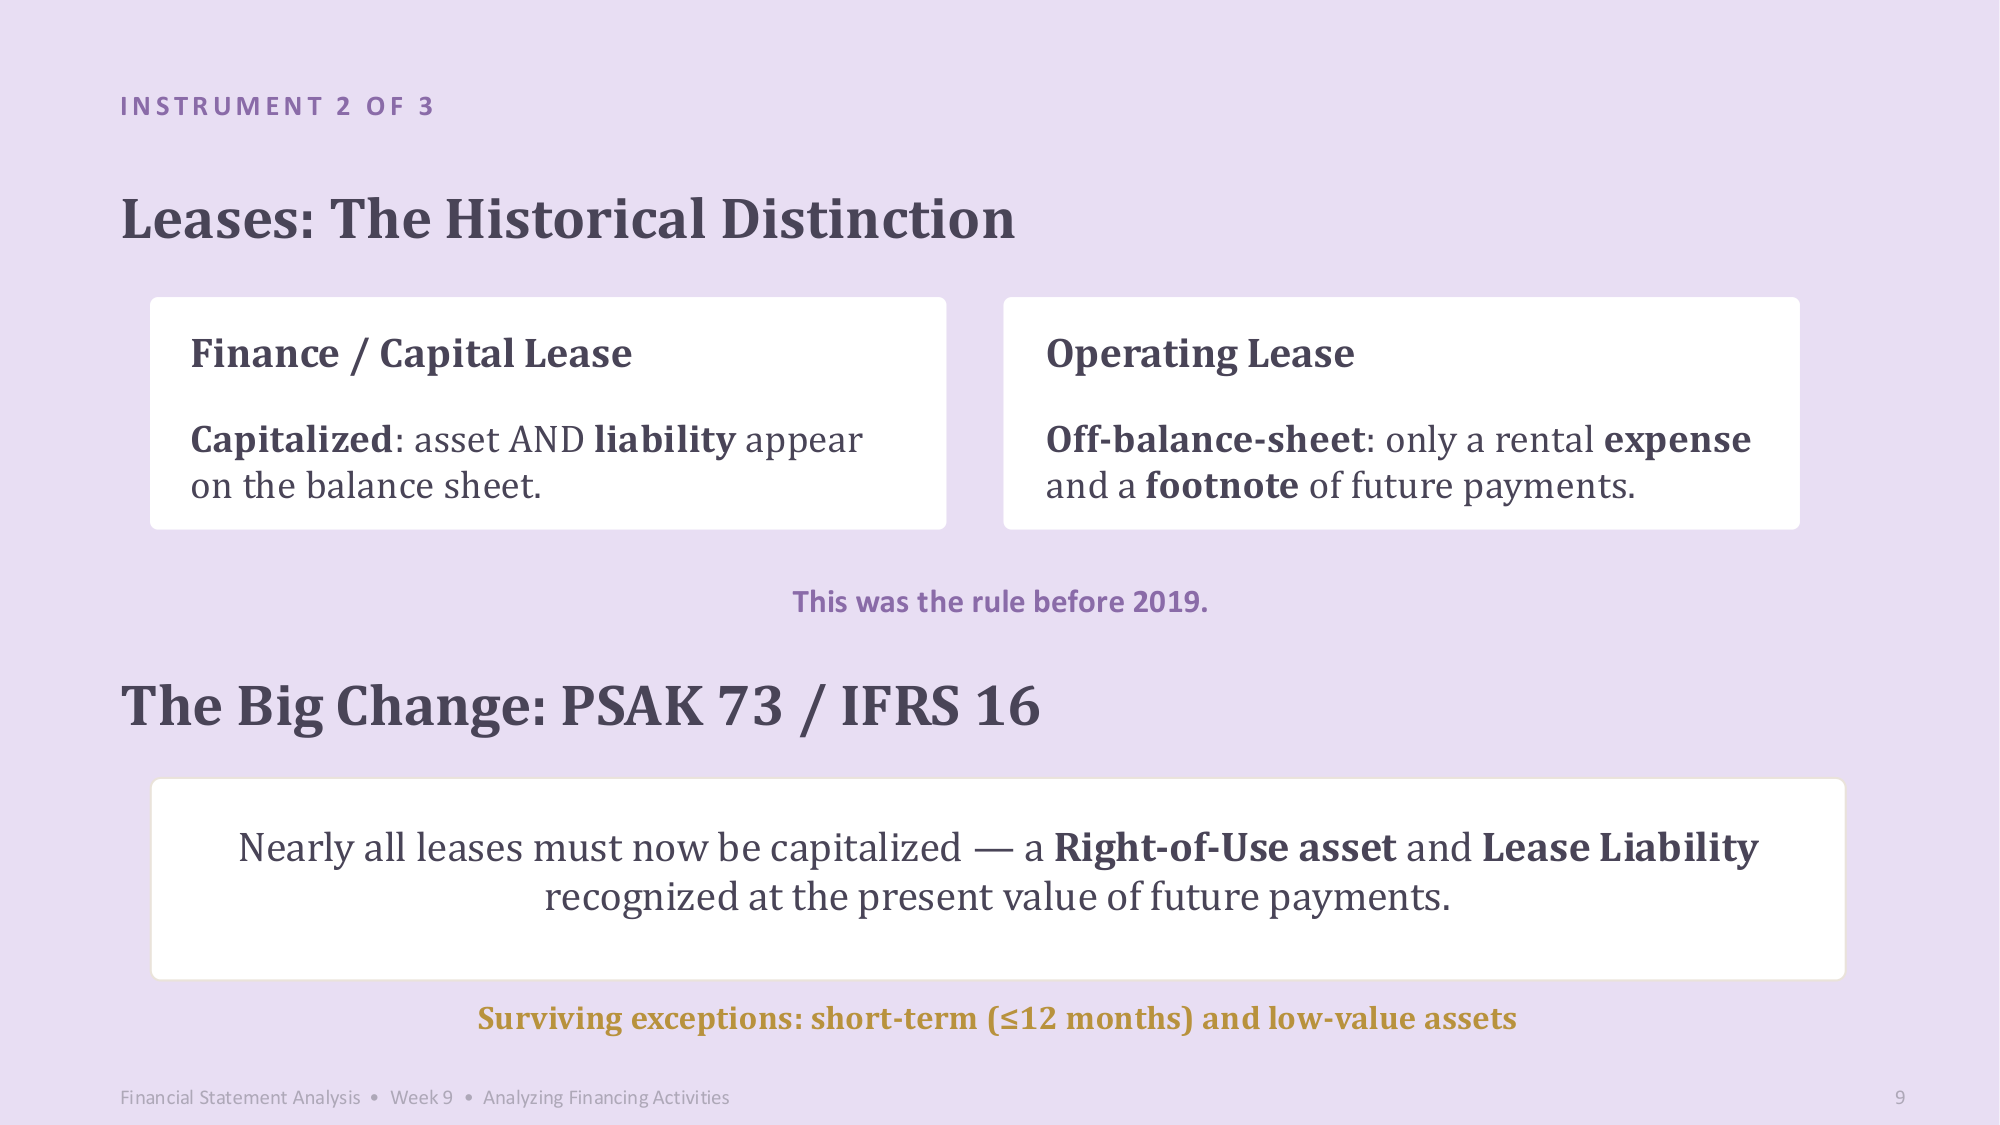 INSTRUMENT 2 OF 3
Leases: The Historical Distinction
Finance / Capital Lease
Capitalized: asset AND liability appear
on the balance sheet.
Operating Lease
Off-balance-sheet: only a rental expense
and a footnote of future payments.
This was the rule before 2019.
The Big Change: PSAK 73 / IFRS 16
Nearly all leases must now be capitalized — a Right-of-Use asset and Lease Liability
recognized at the present value of future payments.
Surviving exceptions: short-term (≤12 months) and low-value assets
Financial Statement Analysis • Week 9 • Analyzing Financing Activities
9